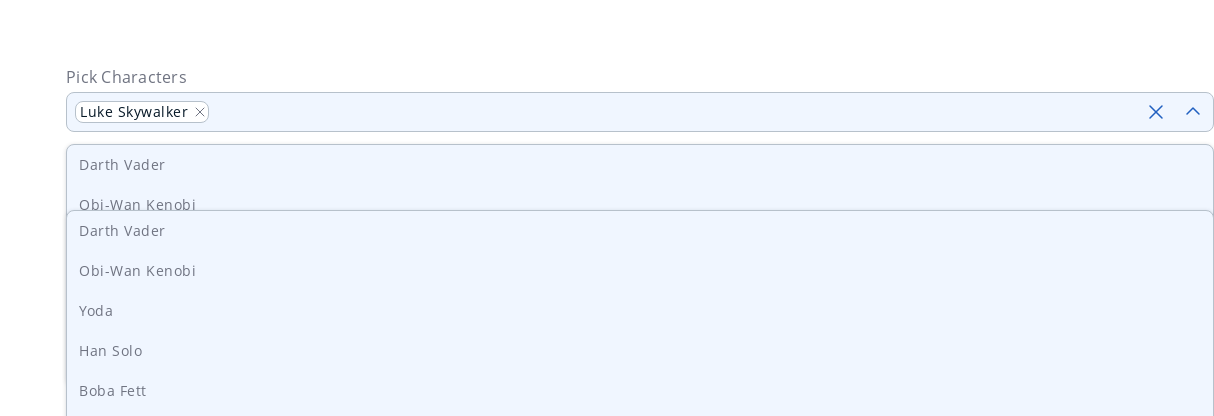 Pick Characters
Luke Skywalker
Darth Vader
Obi-Wan Kenobi
Darth Vader
Obi-Wan Kenobi
Yoda
Han Solo
Boba Fett